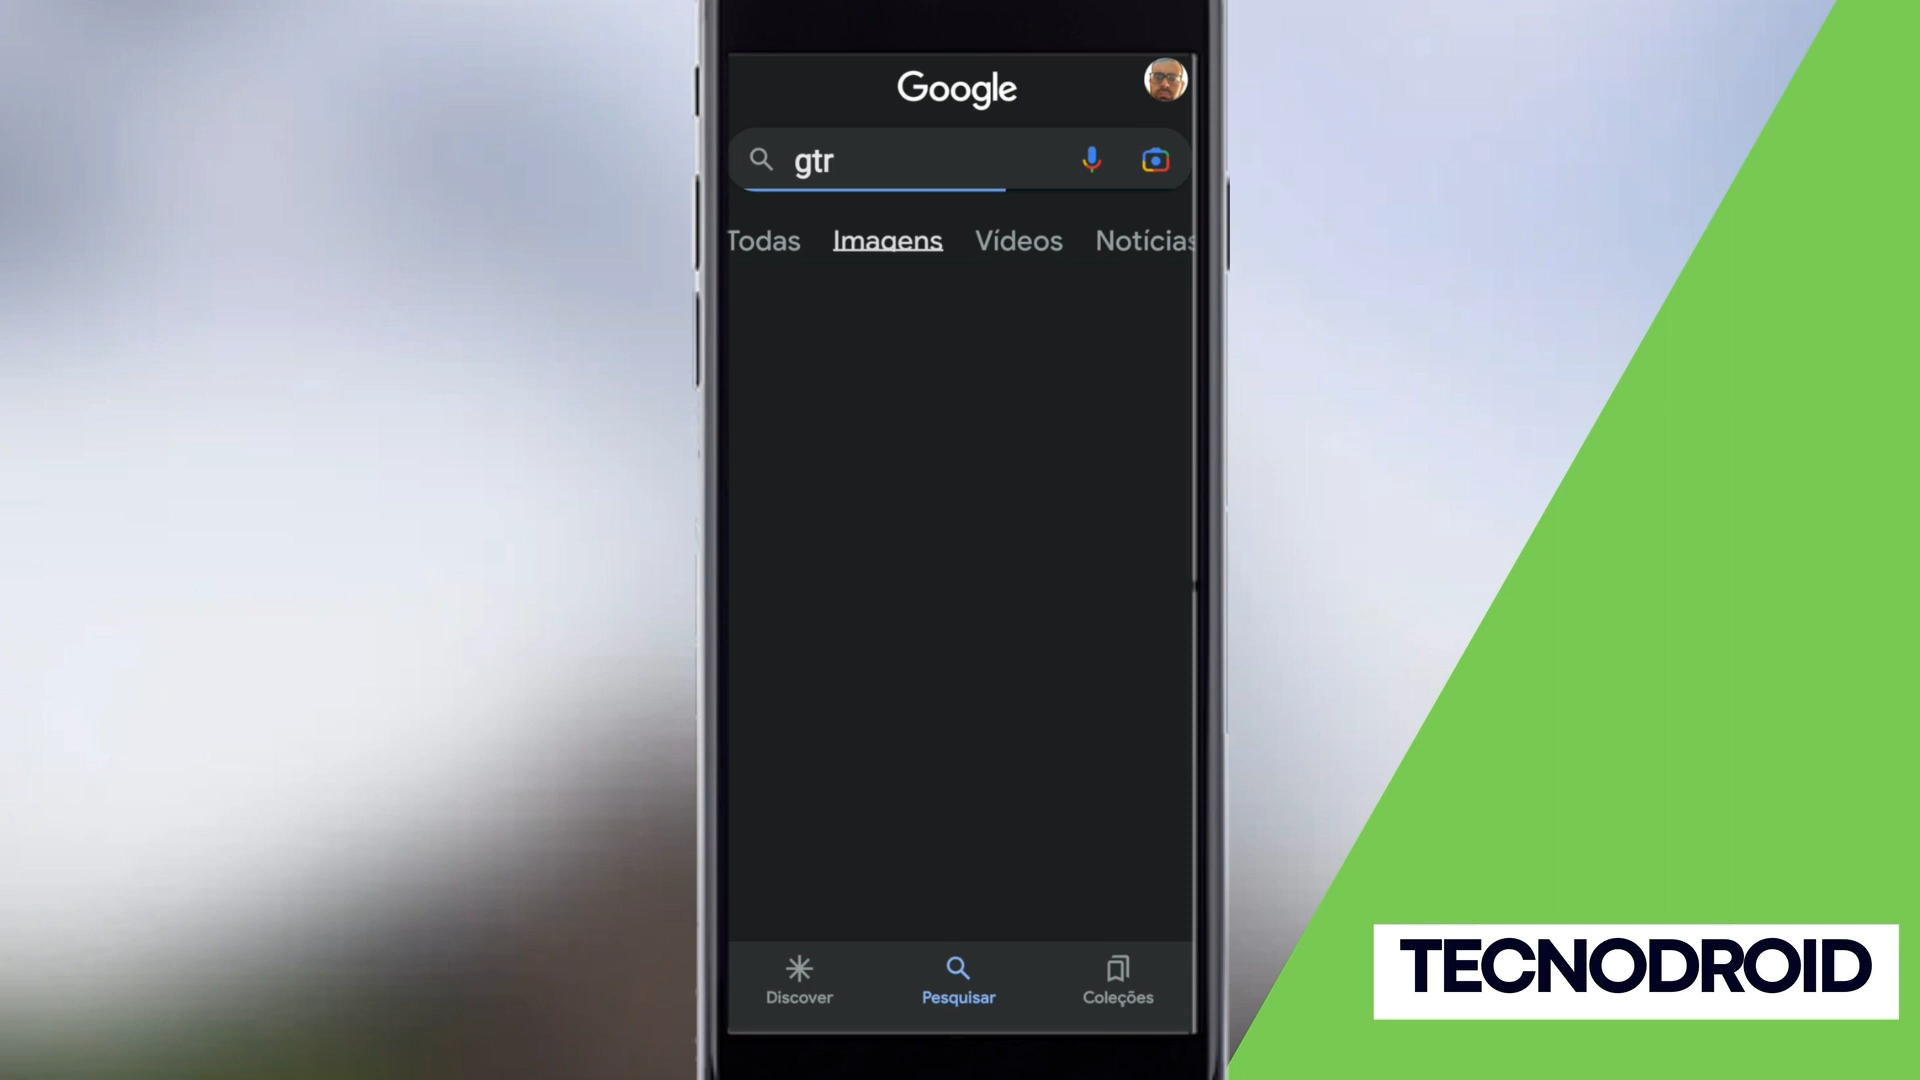 Google
gtr
Todas Imagens Vídeos Notícias
Discover Pesquisar Coleções
TECNODROID